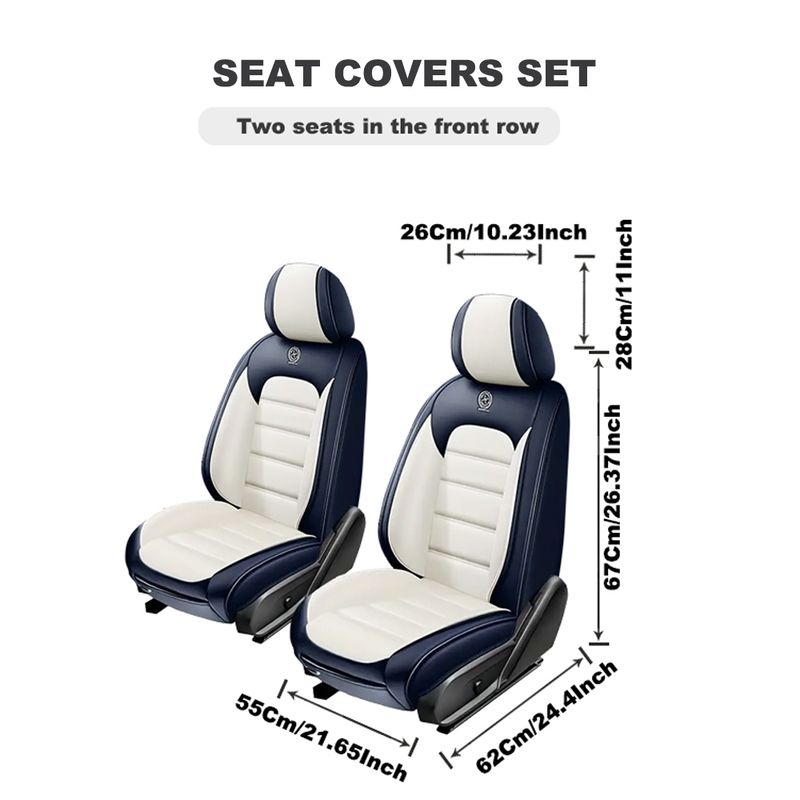 SEAT COVERS SET
Two seats in the front row
26Cm/10.23Inch
28Cm/11Inch
67Cm/26.37Inch
55Cm/21.65Inch
62Cm/24.4Inch